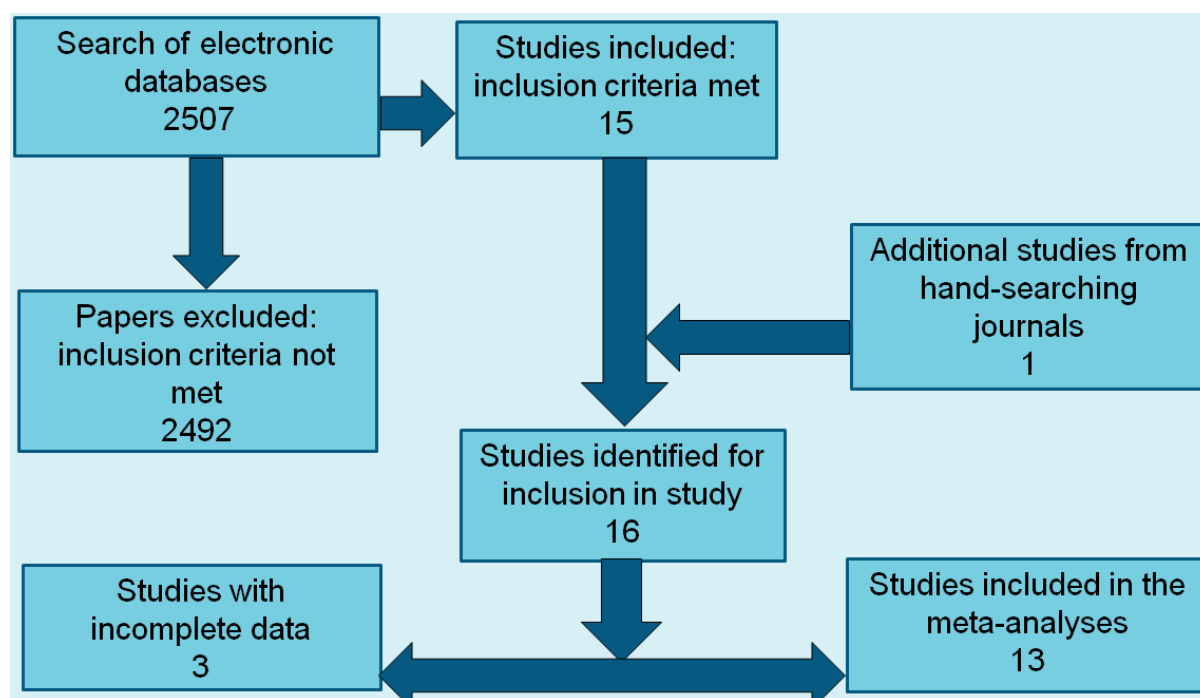 Search of electronic
databases
2507
Studies included:
inclusion criteria met
15
Papers excluded:
inclusion criteria not
met
2492
Additional studies from
hand-searching
journals
1
Studies identified for
inclusion in study
16
Studies with
incomplete data
3
Studies included in the
meta-analyses
13